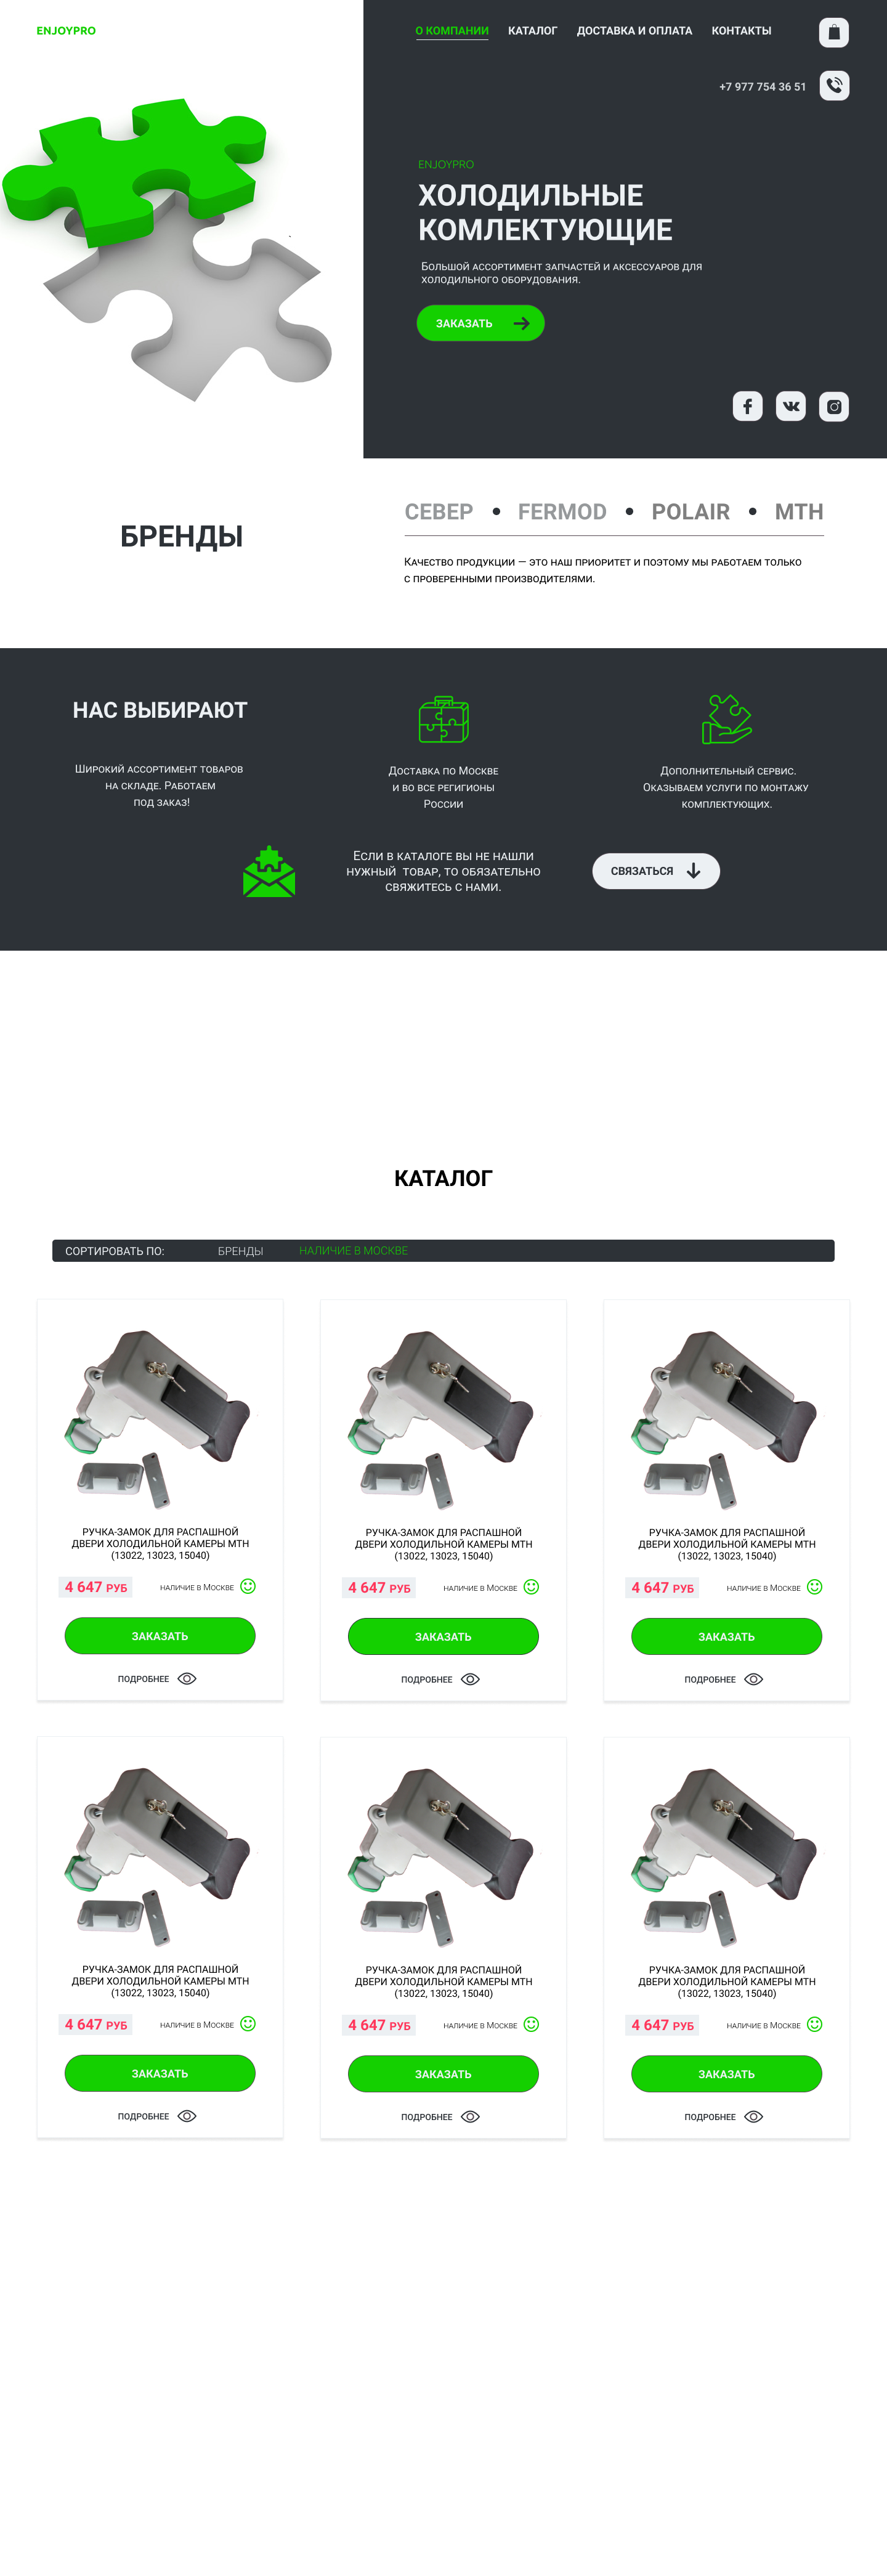 ENJOYPRO
О КОМПАНИИ КАТАЛОГ ДОСТАВКА И ОПЛАТА КОНТАКТЫ
+7 977 754 36 51
ENJOYPRO
ХОЛОДИЛЬНЫЕ
КОМЛЕКТУЮЩИЕ
Большой ассортимент запчастей и аксессуаров для
холодильного оборудования.
ЗАКАЗАТЬ
БРЕНДЫ
СЕВЕР • FERMOD • POLAIR • МТН
Качество продукции — это наш приоритет и поэтому мы работаем только
с проверенными производителями.
НАС ВЫБИРАЮТ
Широкий ассортимент товаров
на складе. Работаем
под заказ!
Доставка по Москве
и во все регигионы
России
Дополнительный сервис.
Оказываем услуги по монтажу
комплектующих.
Если в каталоге вы не нашли
нужный товар, то обязательно
свяжитесь с нами.
СВЯЗАТЬСЯ
КАТАЛОГ
СОРТИРОВАТЬ ПО: БРЕНДЫ НАЛИЧИЕ В МОСКВЕ
РУЧКА-ЗАМОК ДЛЯ РАСПАШНОЙ
ДВЕРИ ХОЛОДИЛЬНОЙ КАМЕРЫ МТН
(13022, 13023, 15040)
4 647 РУБ наличие в Москве
ЗАКАЗАТЬ
ПОДРОБНЕЕ
РУЧКА-ЗАМОК ДЛЯ РАСПАШНОЙ
ДВЕРИ ХОЛОДИЛЬНОЙ КАМЕРЫ МТН
(13022, 13023, 15040)
4 647 РУБ наличие в Москве
ЗАКАЗАТЬ
ПОДРОБНЕЕ
РУЧКА-ЗАМОК ДЛЯ РАСПАШНОЙ
ДВЕРИ ХОЛОДИЛЬНОЙ КАМЕРЫ МТН
(13022, 13023, 15040)
4 647 РУБ наличие в Москве
ЗАКАЗАТЬ
ПОДРОБНЕЕ
РУЧКА-ЗАМОК ДЛЯ РАСПАШНОЙ
ДВЕРИ ХОЛОДИЛЬНОЙ КАМЕРЫ МТН
(13022, 13023, 15040)
4 647 РУБ наличие в Москве
ЗАКАЗАТЬ
ПОДРОБНЕЕ
РУЧКА-ЗАМОК ДЛЯ РАСПАШНОЙ
ДВЕРИ ХОЛОДИЛЬНОЙ КАМЕРЫ МТН
(13022, 13023, 15040)
4 647 РУБ наличие в Москве
ЗАКАЗАТЬ
ПОДРОБНЕЕ
РУЧКА-ЗАМОК ДЛЯ РАСПАШНОЙ
ДВЕРИ ХОЛОДИЛЬНОЙ КАМЕРЫ МТН
(13022, 13023, 15040)
4 647 РУБ наличие в Москве
ЗАКАЗАТЬ
ПОДРОБНЕЕ